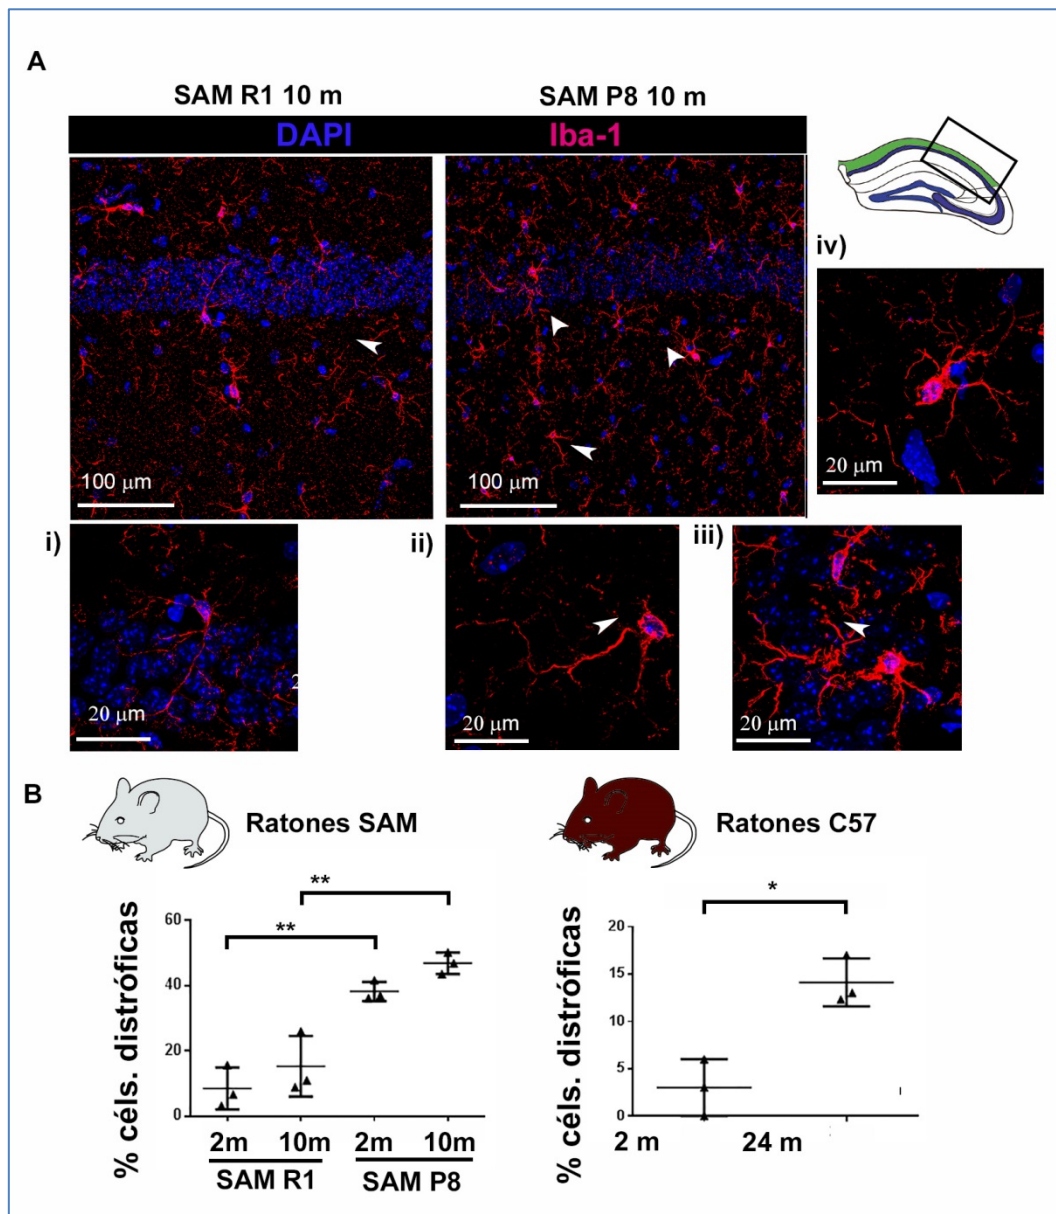 A
SAM R1 10 m
SAM P8 10 m
DAPI
Iba-1
100 µm
100 µm
iv)
20 µm
i)
20 µm
2
ii)
20 µm
iii)
20 µm
B
Ratones SAM
Ratones C57
% céls. distróficas
**
**
60
40
20
0
2m
10m
2m
10m
SAM R1
SAM P8
% céls. distróficas
*
20
15
10
5
0
2 m
24 m